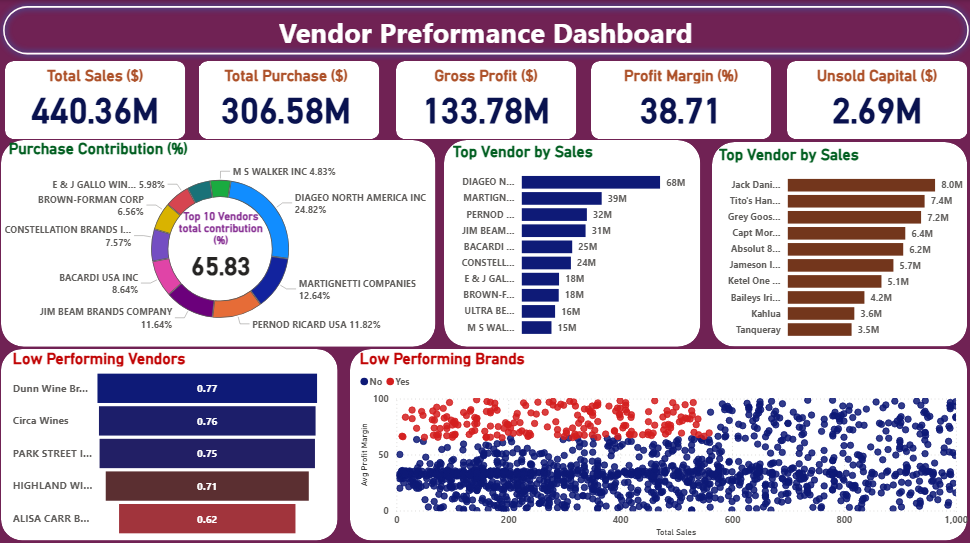 Vendor Preformance Dashboard
Total Sales ($)
440.36M
Total Purchase ($)
306.58M
Gross Profit ($)
133.78M
Profit Margin (%)
38.71
Unsold Capital ($)
2.69M
Purchase Contribution (%)
M S WALKER INC 4.83%
E & J GALLO WIN... 5.98%
BROWN-FORMAN CORP
6.56%
CONSTELLATION BRANDS I...
7.57%
BACARDI USA INC
8.64%
JIM BEAM BRANDS COMPANY
11.64%
PERNOD RICARD USA 11.82%
MARTIGNETTI COMPANIES
12.64%
DIAGEO NORTH AMERICA INC
24.82%
Top 10 Vendors
total contribution
(%)
65.83
Top Vendor by Sales
DIAGEO N... 68M
MARTIGN... 39M
PERNOD ... 32M
JIM BEAM... 31M
BACARDI ... 25M
CONSTELL... 24M
E & J GAL... 18M
BROWN-F... 18M
ULTRA BE... 16M
M S WAL... 15M
Top Vendor by Sales
Jack Dani... 8.0M
Tito's Han... 7.4M
Grey Goos... 7.2M
Capt Mor... 6.4M
Absolut 8... 6.2M
Jameson I... 5.7M
Ketel One ... 5.1M
Baileys Iri... 4.2M
Kahlua 3.6M
Tanqueray 3.5M
Low Performing Vendors
Dunn Wine Br... 0.77
Circa Wines 0.76
PARK STREET I... 0.75
HIGHLAND WI... 0.71
ALISA CARR B... 0.62
Low Performing Brands
No Yes
Avg Profit Margin
100
50
0
0 200 400 600 800 1,000
Total Sales